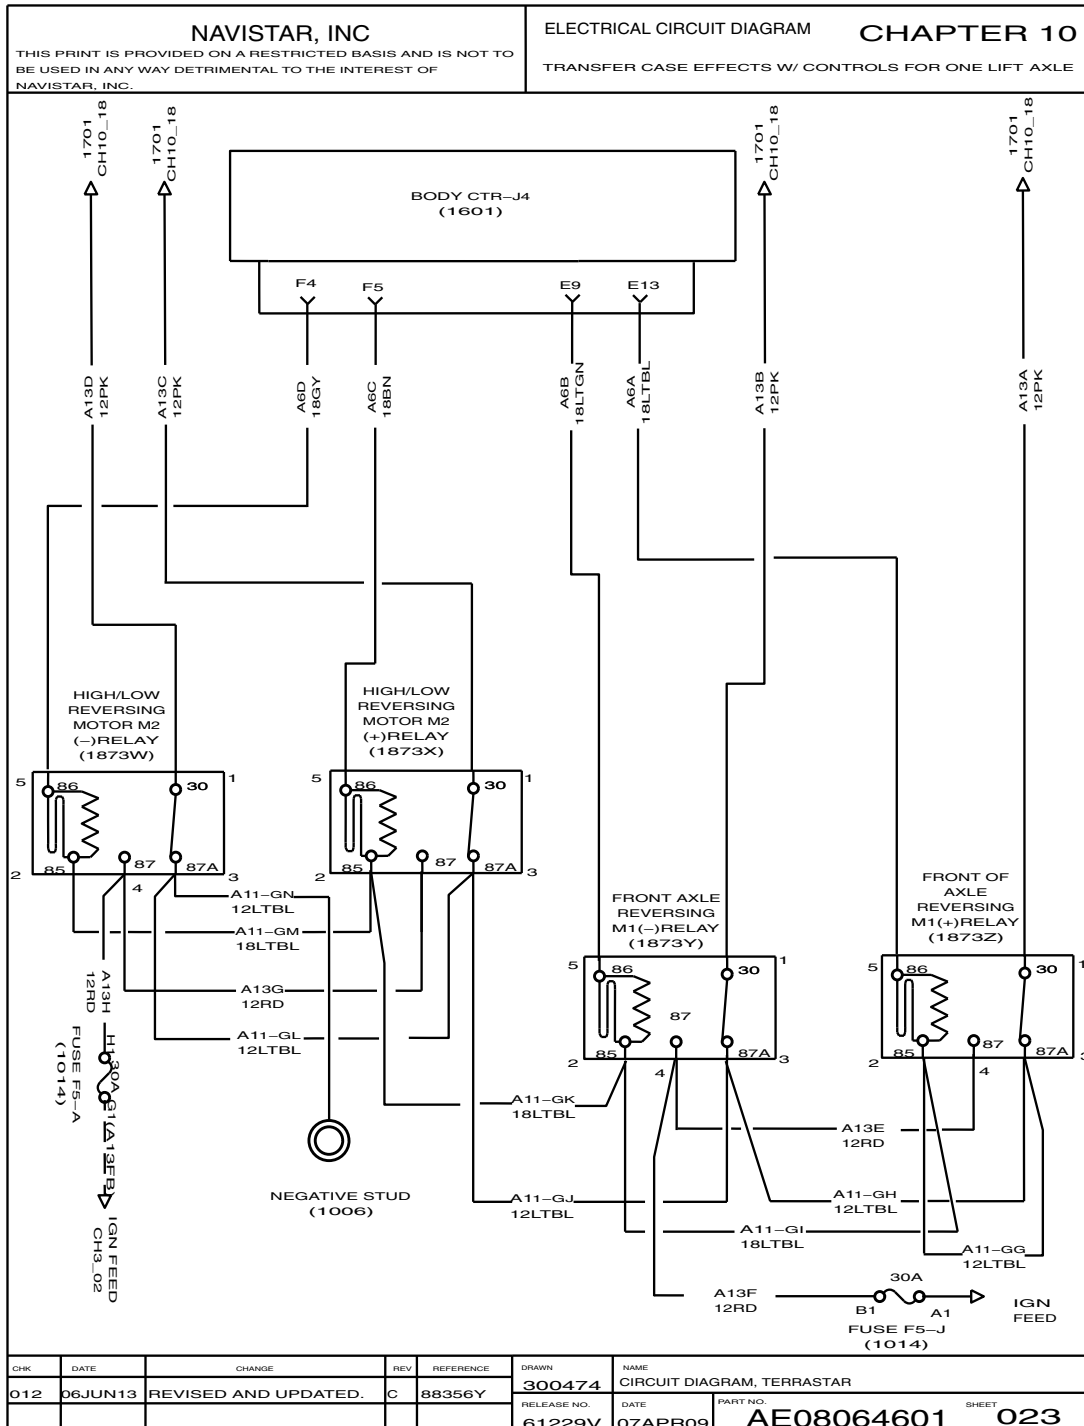 NAVISTAR, INC
THIS PRINT IS PROVIDED ON A RESTRICTED BASIS AND IS NOT TO
BE USED IN ANY WAY DETRIMENTAL TO THE INTEREST OF
NAVISTAR, INC.
ELECTRICAL CIRCUIT DIAGRAM
CHAPTER 10
TRANSFER CASE EFFECTS W/ CONTROLS FOR ONE LIFT AXLE
1701
CH10_18
1701
CH10_18
1701
CH10_18
1701
CH10_18
BODY CTR-J4
(1601)
F4
F5
E9
E13
A13D
12PK
A13C
12PK
A6D
18GY
A6C
18BN
A6B
18LTGN
A6A
18LTBL
A13B
12PK
A13A
12PK
HIGH/LOW
REVERSING
MOTOR M2
(-)RELAY
(1873W)
HIGH/LOW
REVERSING
MOTOR M2
(+)RELAY
(1873X)
5
86
30
1
5
86
30
1
2
85
87
87A
3
4
2
85
87
87A
3
A11-GN
12LTBL
A11-GM
18LTBL
A13G
12RD
A11-GL
12LTBL
A13H
12RD
H1
30A
G1(A13FB)
FUSE F5-A
(1014)
IGN FEED
CH3_02
NEGATIVE STUD
(1006)
FRONT AXLE
REVERSING
M1(-)RELAY
(1873Y)
FRONT OF
AXLE
REVERSING
M1(+)RELAY
(1873Z)
5
86
30
1
5
86
30
1
2
85
87
87A
3
4
2
85
87
87A
3
4
A11-GK
18LTBL
A13E
12RD
A11-GJ
12LTBL
A11-GH
12LTBL
A11-GI
18LTBL
A11-GG
12LTBL
A13F
12RD
30A
B1
A1
FUSE F5-J
(1014)
IGN
FEED
CHK
DATE
CHANGE
REV
REFERENCE
DRAWN
NAME
300474
CIRCUIT DIAGRAM, TERRASTAR
012
06JUN13
REVISED AND UPDATED.
C
88356Y
RELEASE NO.
DATE
PART NO.
SHEET
61229V
07APR09
AE08064601
023